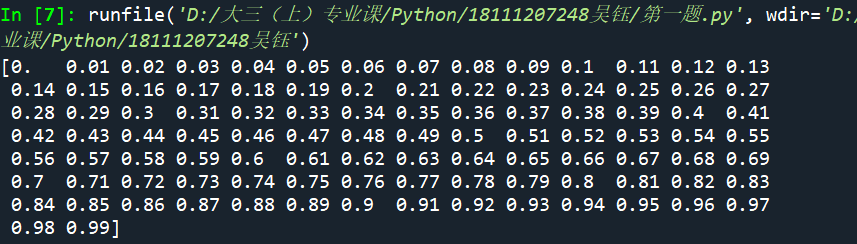 In [7]: runfile('D:/大三（上）专业课/Python/18111207248吴钰/第一题.py', wdir='D:/
业课/Python/18111207248吴钰')
[0.   0.01 0.02 0.03 0.04 0.05 0.06 0.07 0.08 0.09 0.1  0.11 0.12 0.13
 0.14 0.15 0.16 0.17 0.18 0.19 0.2  0.21 0.22 0.23 0.24 0.25 0.26 0.27
 0.28 0.29 0.3  0.31 0.32 0.33 0.34 0.35 0.36 0.37 0.38 0.39 0.4  0.41
 0.42 0.43 0.44 0.45 0.46 0.47 0.48 0.49 0.5  0.51 0.52 0.53 0.54 0.55
 0.56 0.57 0.58 0.59 0.6  0.61 0.62 0.63 0.64 0.65 0.66 0.67 0.68 0.69
 0.7  0.71 0.72 0.73 0.74 0.75 0.76 0.77 0.78 0.79 0.8  0.81 0.82 0.83
 0.84 0.85 0.86 0.87 0.88 0.89 0.9  0.91 0.92 0.93 0.94 0.95 0.96 0.97
 0.98 0.99]